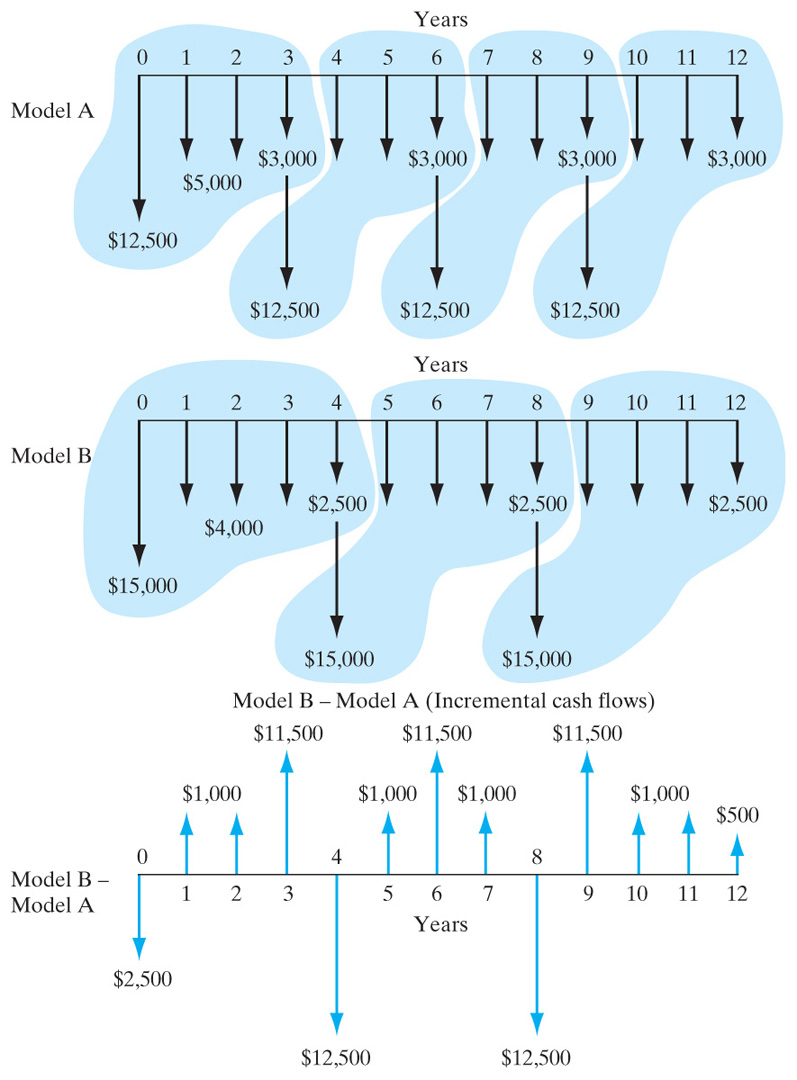 Years
0 1 2 3 4 5 6 7 8 9 10 11 12
Model A
$3,000 $3,000 $3,000 $3,000
$5,000
$12,500
$12,500 $12,500 $12,500
Years
0 1 2 3 4 5 6 7 8 9 10 11 12
Model B
$2,500 $2,500 $2,500
$4,000
$15,000
$15,000 $15,000
Model B – Model A (Incremental cash flows)
$11,500 $11,500 $11,500
$1,000 $1,000 $1,000 $1,000
$500
0 4 8
Model B –
Model A
1 2 3 5 6 7 9 10 11 12
Years
$2,500
$12,500 $12,500